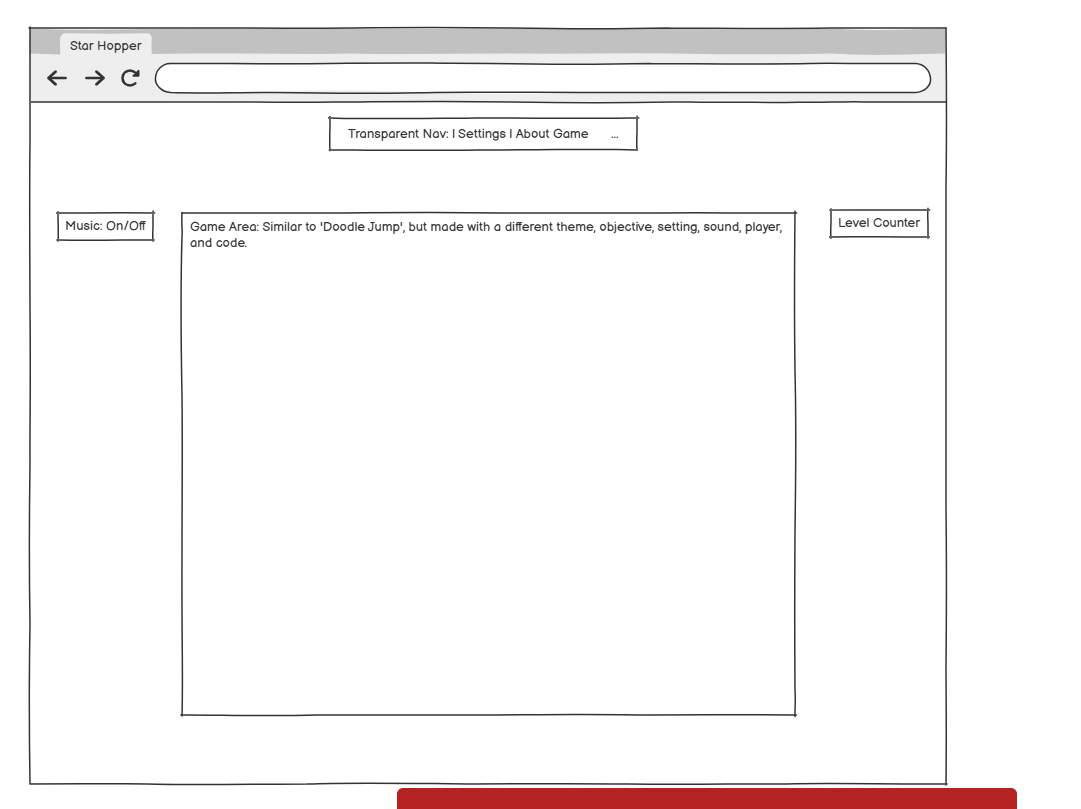 Star Hopper
Transparent Nav: | Settings | About Game ...
Music: On/Off
Game Area: Similar to 'Doodle Jump', but made with a different theme, objective, setting, sound, player,
and code.
Level Counter